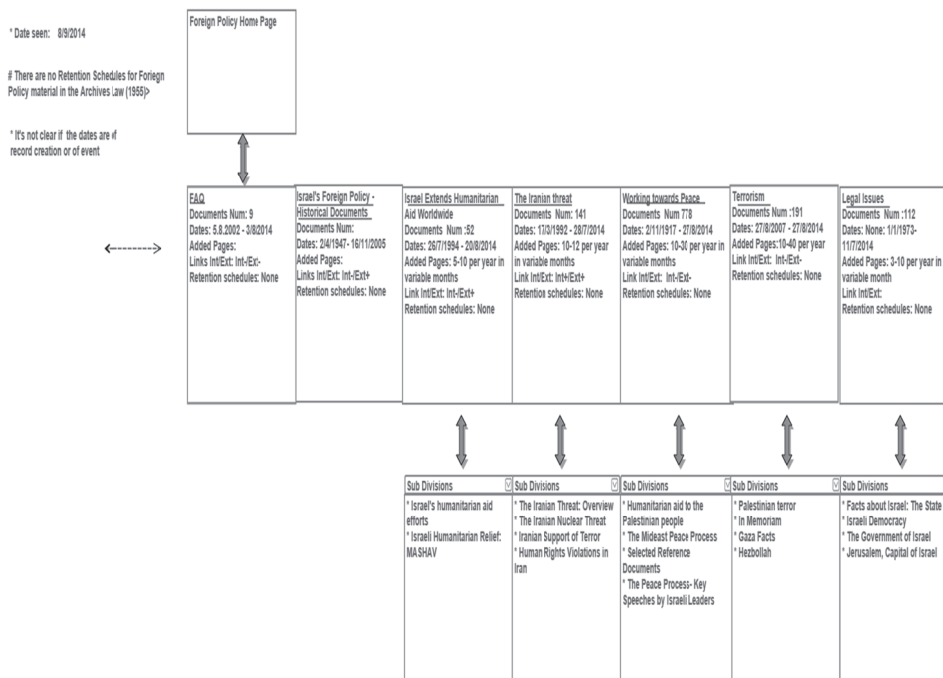 * Date seen: 8/9/2014
# There are no Retention Schedules for Foriegn
Policy material in the Archives Law (1955)>
* It's not clear if the dates are of
record creation or of event
Foreign Policy Home Page
FAQ
Documents Num: 9
Dates: 5.8.2002 - 3/8/2014
Added Pages:
Links Int/Ext: Int-/Ex:-
Retention schedules: None
Israel's Foreign Policy -
Historical Documents
Documents Num:
Dates: 2/4/1947- 16/11/2005
Added Pages:
Links Int/Ext: Int-/Ext+
Retention schedules: None
Israel Extends Humanitarian
Aid Worldwide
Documents Num :52
Dates: 26/7/1994 - 20/8/2014
Added Pages: 5-10 per year in
variable months
Link Int/Ext: Int-/Ext+
Retention schedules: None
The Iranian threat
Documents Num: 141
Dates: 17/3/1992 - 28/7/2014
Added Pages: 10-12 per year
in variable months
Link Int/Ext: Int+/Ext+
Retention schedules: None
Working towards Peace
Documents Num 778
Dates: 2/11/1917 - 27/8/2014
Added Pages: 10-30 per year in
variable months
Link Int/Ext: Int-/Ext-
Retention schedules: None
Terrorism
Documents Num :191
Dates: 27/8/2007 - 27/8/2014
Added Pages:10-40 per year
Link Int/Ext: Int-/Ext-
Retention schedules: None
Legal Issues
Documents Num :112
Dates: None: 1/1/1973-
11/7/2014
Added Pages: 3-10 per year in
variable month
Link Int/Ext:
Retention schedules: None
Sub Divisions
* Israel's humanitarian aid
efforts
* Israeli Humanitarian Relief:
MASHAV
Sub Divisions
* The Iranian Threat: Overview
* The Iranian Nuclear Threat
* Iranian Support of Terror
* Human Rights Violations in
Iran
Sub Divisions
* Humanitarian aid to the
Palestinian people
* The Mideast Peace Process
* Selected Reference
Documents
* The Peace Process- Key
Speeches by Israeli Leaders
Sub Divisions
* Palestinian terror
* In Memoriam
* Gaza Facts
* Hezbollah
Sub Divisions
* Facts about Israel: The State
* Israeli Democracy
* The Government of Israel
* Jerusalem, Capital of Israel